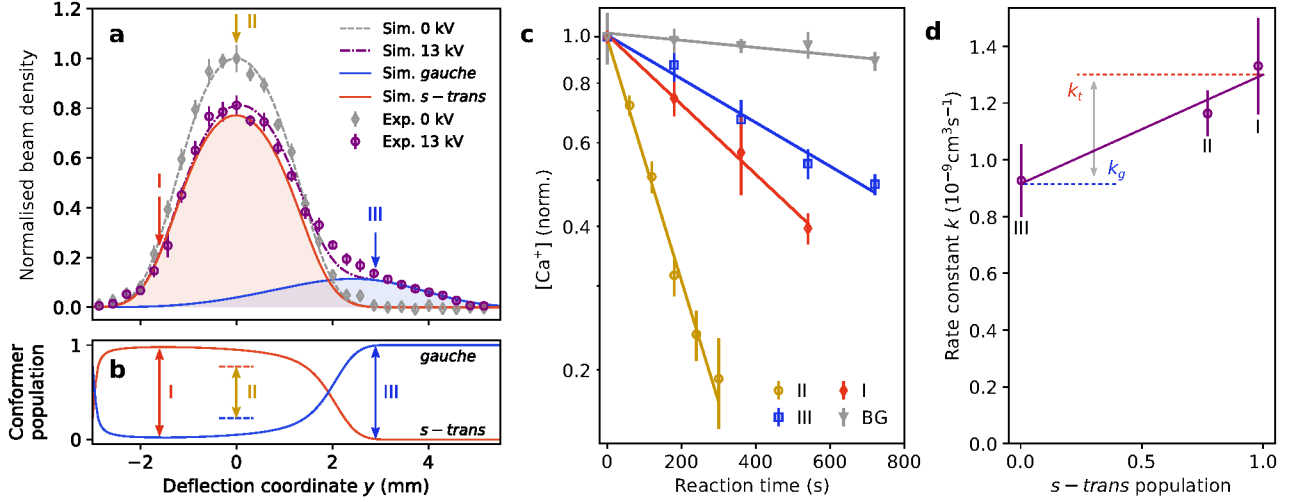 a
Normalised beam density
1.2
1.0
0.8
0.6
0.4
0.2
0.0
II
I
III
Sim. 0 kV
Sim. 13 kV
Sim. gauche
Sim. s−trans
Exp. 0 kV
Exp. 13 kV
b
Conformer
population
1
0
I
II
III
gauche
s−trans
−2 0 2 4
Deflection coordinate y (mm)
c
[Ca⁺] (norm.)
1.0
0.8
0.6
0.4
0.2
II
I
III
BG
0 200 400 600 800
Reaction time (s)
d
Rate constant k (10⁻⁹cm³s⁻¹)
1.4
1.2
1.0
0.8
0.6
0.4
0.2
0.0
kt
kg
I
II
III
0.0 0.5 1.0
s−trans population